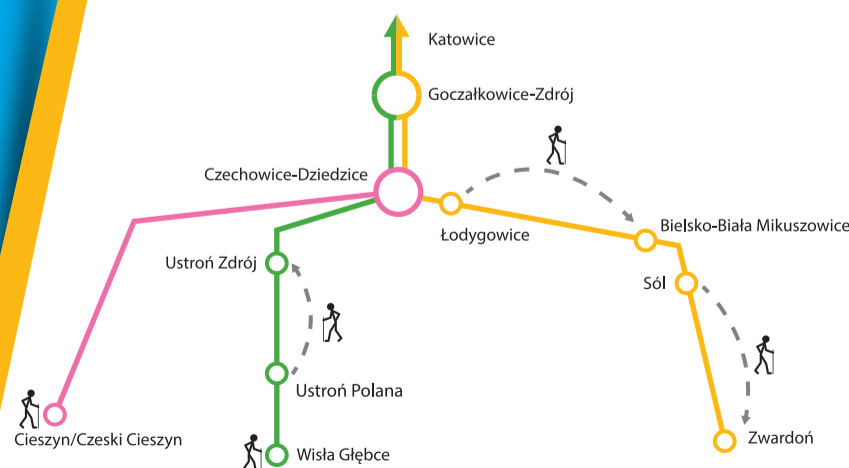 Katowice
Goczałkowice-Zdrój
Czechowice-Dziedzice
Łodygowice
Bielsko-Biała Mikuszowice
Ustroń Zdrój
Sól
Ustroń Polana
Cieszyn/Czeski Cieszyn
Zwardoń
Wisła Głębce